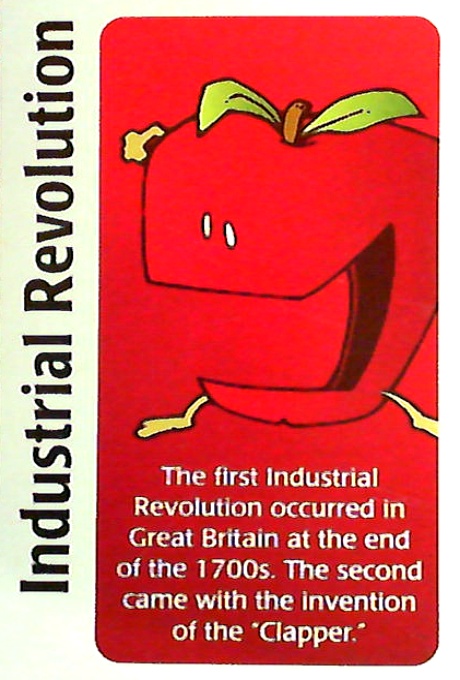 Industrial Revolution
The first Industrial
Revolution occurred in
Great Britain at the end
of the 1700s. The second
came with the invention
of the "Clapper."